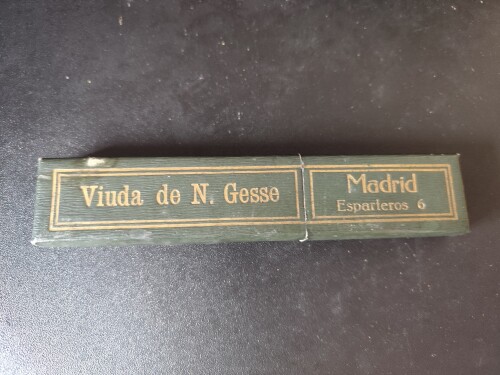 Viuda de N. Gesse
Madrid
Esparteros 6